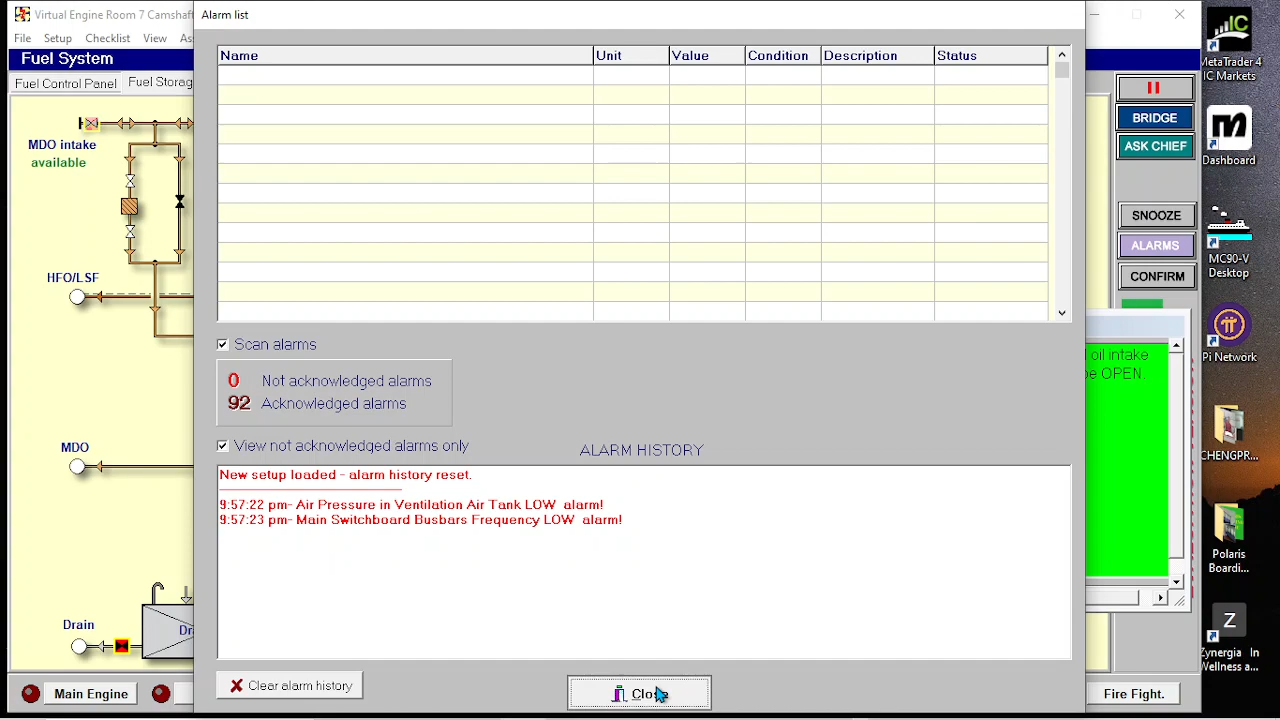 Virtual Engine Room 7 Camshaft
Alarm list
File Setup Checklist View
Fuel System
Fuel Control Panel
MDO intake
available
HFO/LSF
MDO
Drain
Name Unit Value Condition Description Status
Scan alarms
0 Not acknowledged alarms
92 Acknowledged alarms
View not acknowledged alarms only
ALARM HISTORY
New setup loaded - alarm history reset.
9:57:22 pm- Air Pressure in Ventilation Air Tank LOW alarm!
9:57:23 pm- Main Switchboard Busbars Frequency LOW alarm!
Clear alarm history
Close
Main Engine
BRIDGE
ASK CHIEF
SNOOZE
ALARMS
CONFIRM
oil intake
be OPEN.
Fire Fight.
IC
MetaTrader 4
IC Markets
Dashboard
MC90-V
Desktop
Pi Network
CHENGPR...
Polaris
Boardi...
Z
Zynergia In
Wellness a...